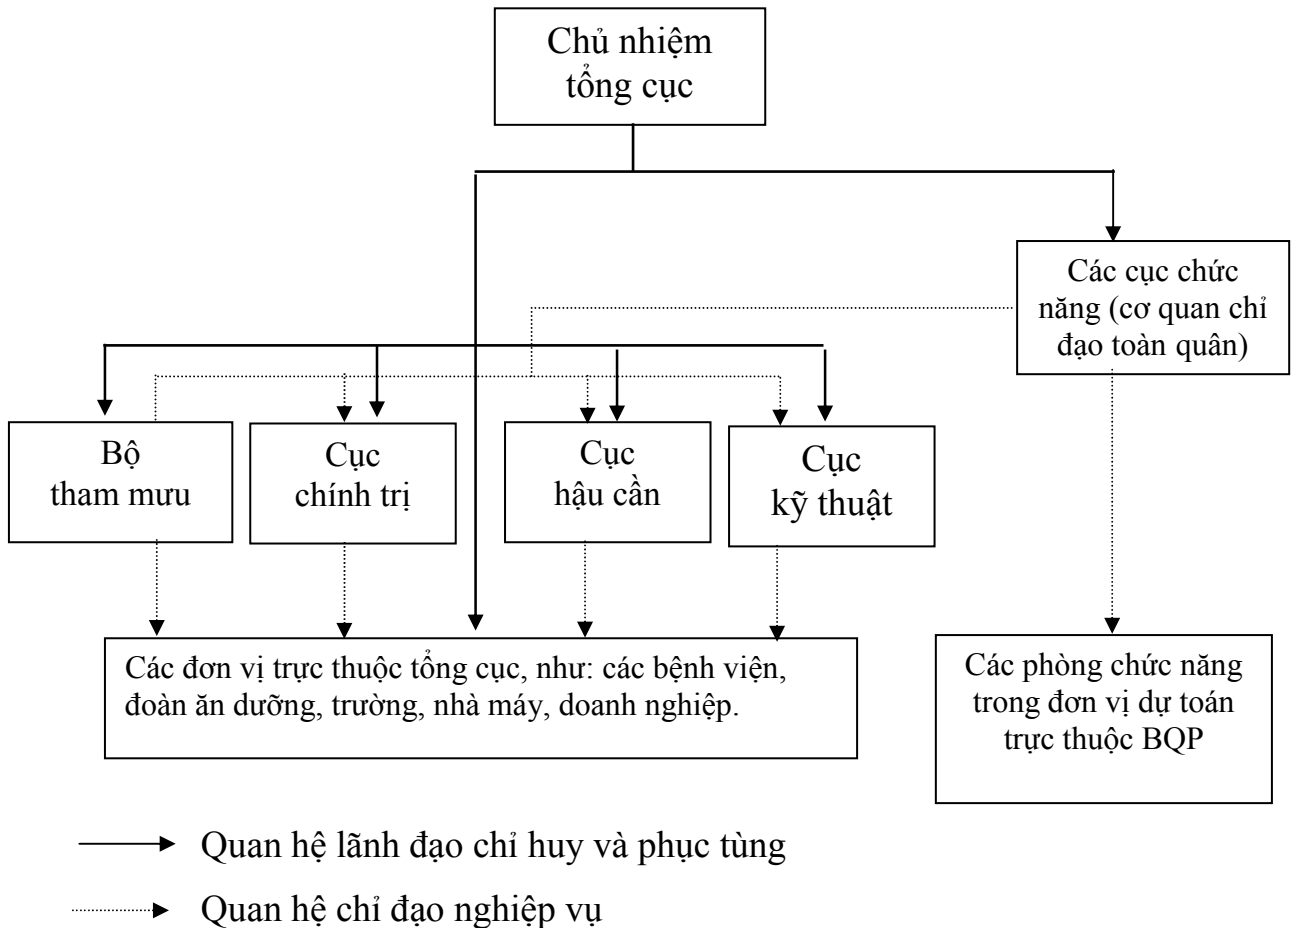 Chủ nhiệm
tổng cục
Các cục chức
năng (cơ quan chỉ
đạo toàn quân)
Bộ
tham mưu
Cục
chính trị
Cục
hậu cần
Cục
kỹ thuật
Các đơn vị trực thuộc tổng cục, như: các bệnh viện,
đoàn ăn dưỡng, trường, nhà máy, doanh nghiệp.
Các phòng chức năng
trong đơn vị dự toán
trực thuộc BQP
Quan hệ lãnh đạo chỉ huy và phục tùng
Quan hệ chỉ đạo nghiệp vụ